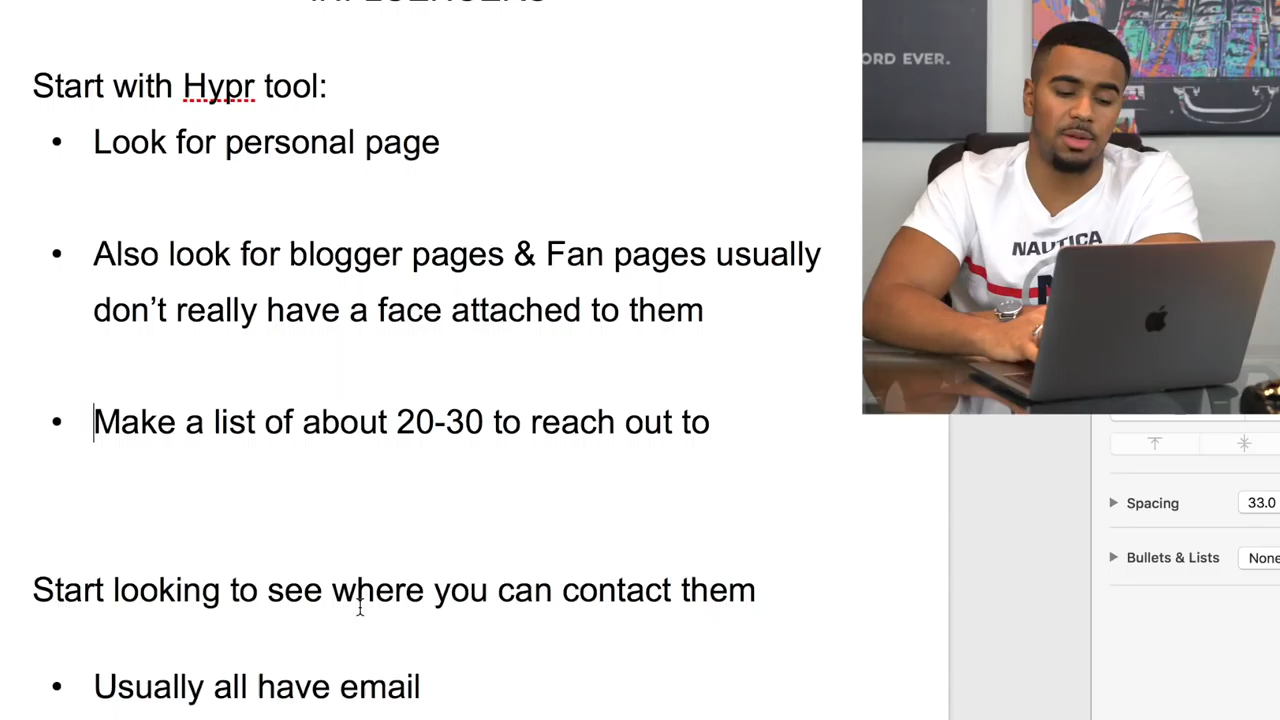 Start with Hypr tool:
• Look for personal page
• Also look for blogger pages & Fan pages usually
don’t really have a face attached to them
• Make a list of about 20-30 to reach out to
Start looking to see where you can contact them
• Usually all have email
ORD EVER.
NAUTICA
Spacing
33.0
Bullets & Lists
None